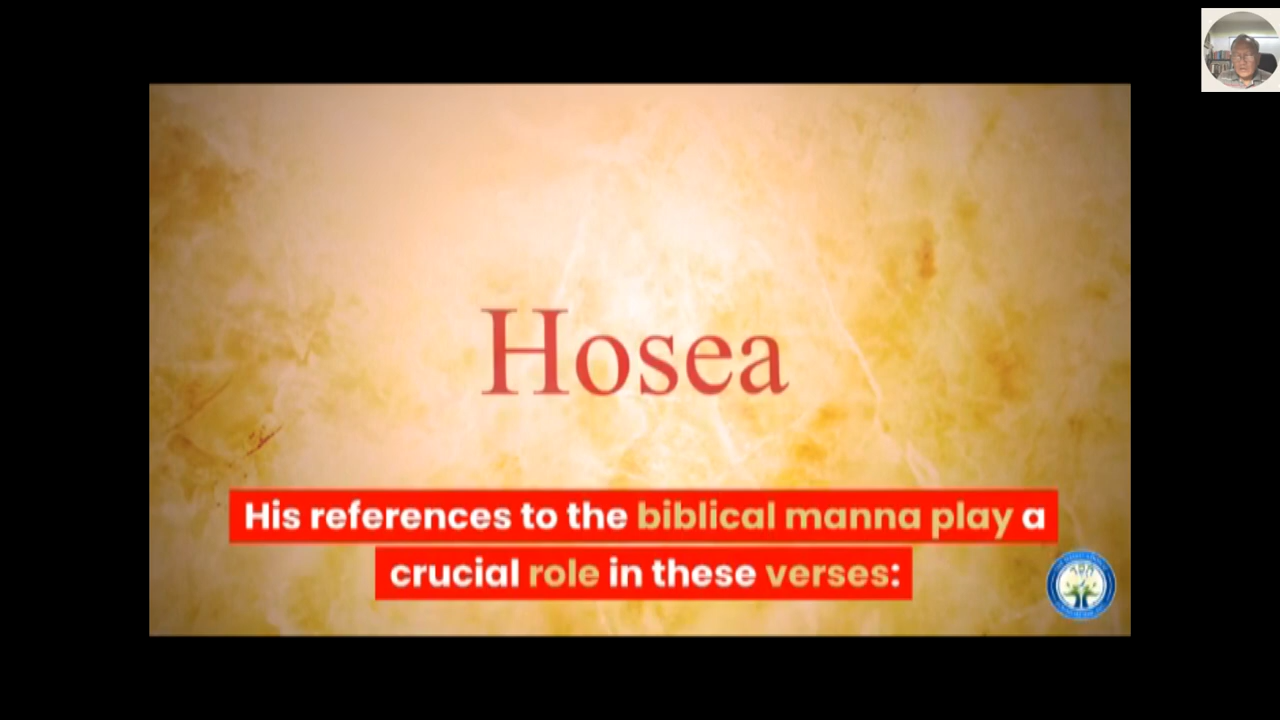 Hosea
His references to the biblical manna play a
crucial role in these verses: